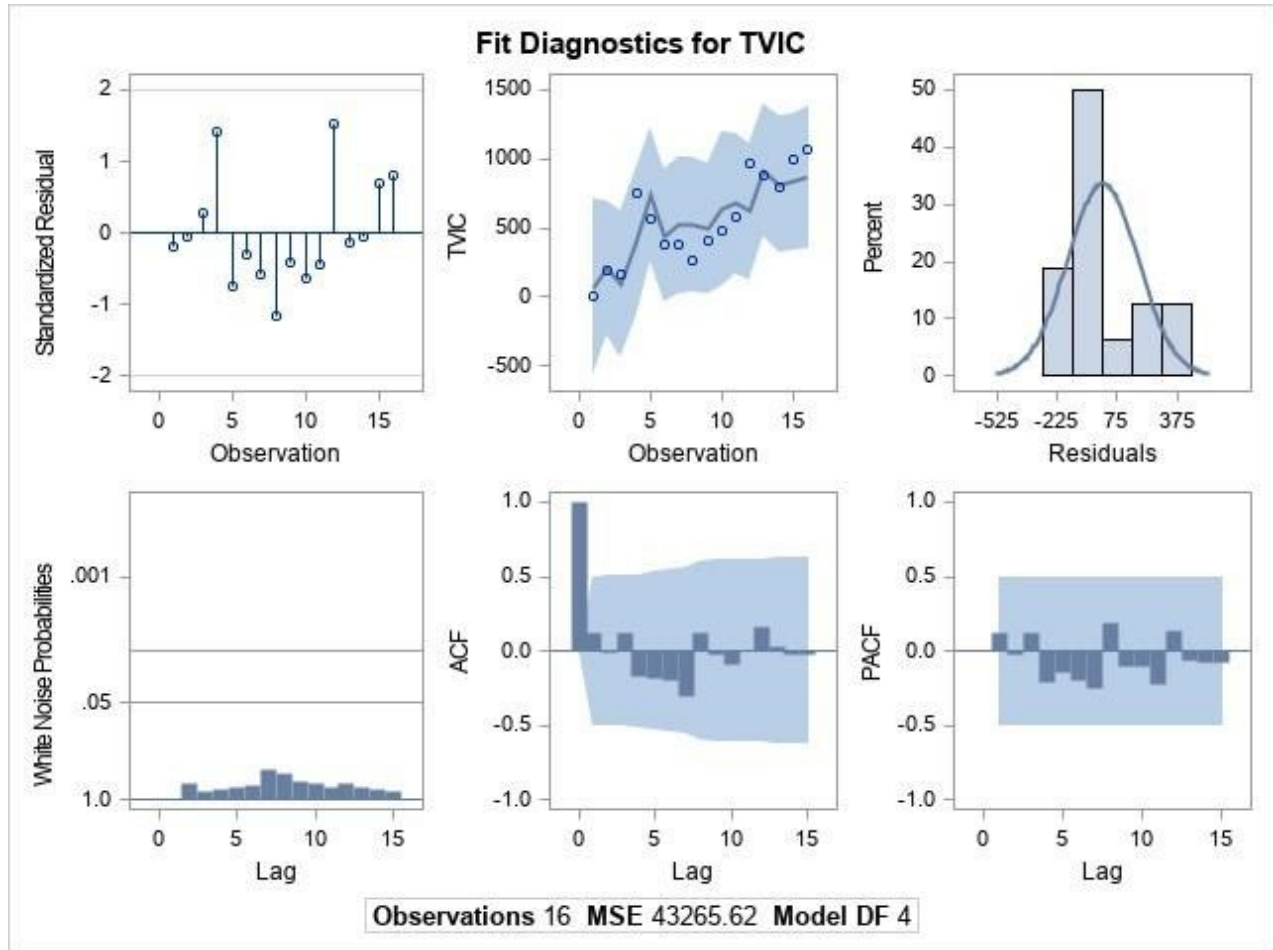 Fit Diagnostics for TVIC
Standardized Residual
2
1
0
-1
-2
0 5 10 15
Observation
TVIC
1500
1000
500
0
-500
0 5 10 15
Observation
Percent
50
40
30
20
10
0
-525 -225 75 375
Residuals
White Noise Probabilities
.001
.05
1.0
0 5 10 15
Lag
ACF
1.0
0.5
0.0
-0.5
-1.0
0 5 10 15
Lag
PACF
1.0
0.5
0.0
-0.5
-1.0
0 5 10 15
Lag
Observations 16 MSE 43265.62 Model DF 4